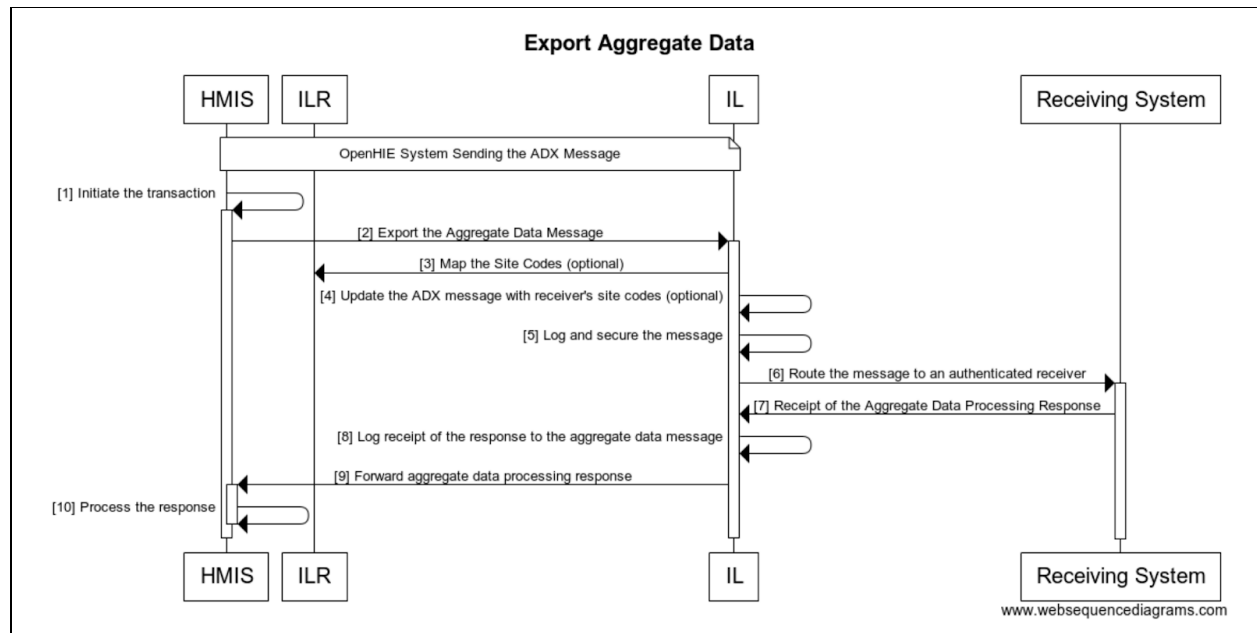 Export Aggregate Data
HMIS
ILR
IL
Receiving System
OpenHIE System Sending the ADX Message
[1] Initiate the transaction
[2] Export the Aggregate Data Message
[3] Map the Site Codes (optional)
[4] Update the ADX message with receiver's site codes (optional)
[5] Log and secure the message
[6] Route the message to an authenticated receiver
[7] Receipt of the Aggregate Data Processing Response
[8] Log receipt of the response to the aggregate data message
[9] Forward aggregate data processing response
[10] Process the response
HMIS
ILR
IL
Receiving System
www.websequencediagrams.com